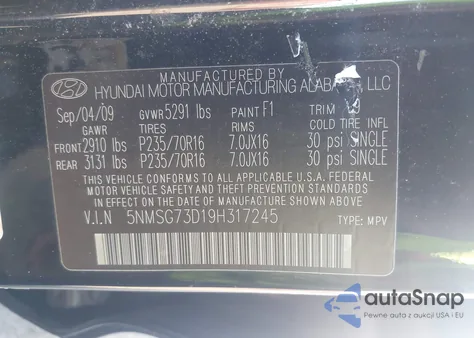 MANUFACTURED BY
HYUNDAI MOTOR MANUFACTURING ALABAMA, LLC
Sep/04/09 GVWR 5291 lbs PAINT F1 TRIM
GAWR TIRES RIMS COLD TIRE INFL
FRONT 2910 lbs P235/70R16 7.0JX16 30 psi SINGLE
REAR 3131 lbs P235/70R16 7.0JX16 30 psi SINGLE
THIS VEHICLE CONFORMS TO ALL APPLICABLE U.S.A. FEDERAL
MOTOR VEHICLE SAFETY AND BUMPER AND THEFT PREVENTION
STANDARDS IN EFFECT ON THE DATE OF MANUFACTURE SHOWN ABOVE.
V.I.N 5NMSG73D19H317245 TYPE: MPV
autoSnap
Pewne auta z aukcji USA i EU